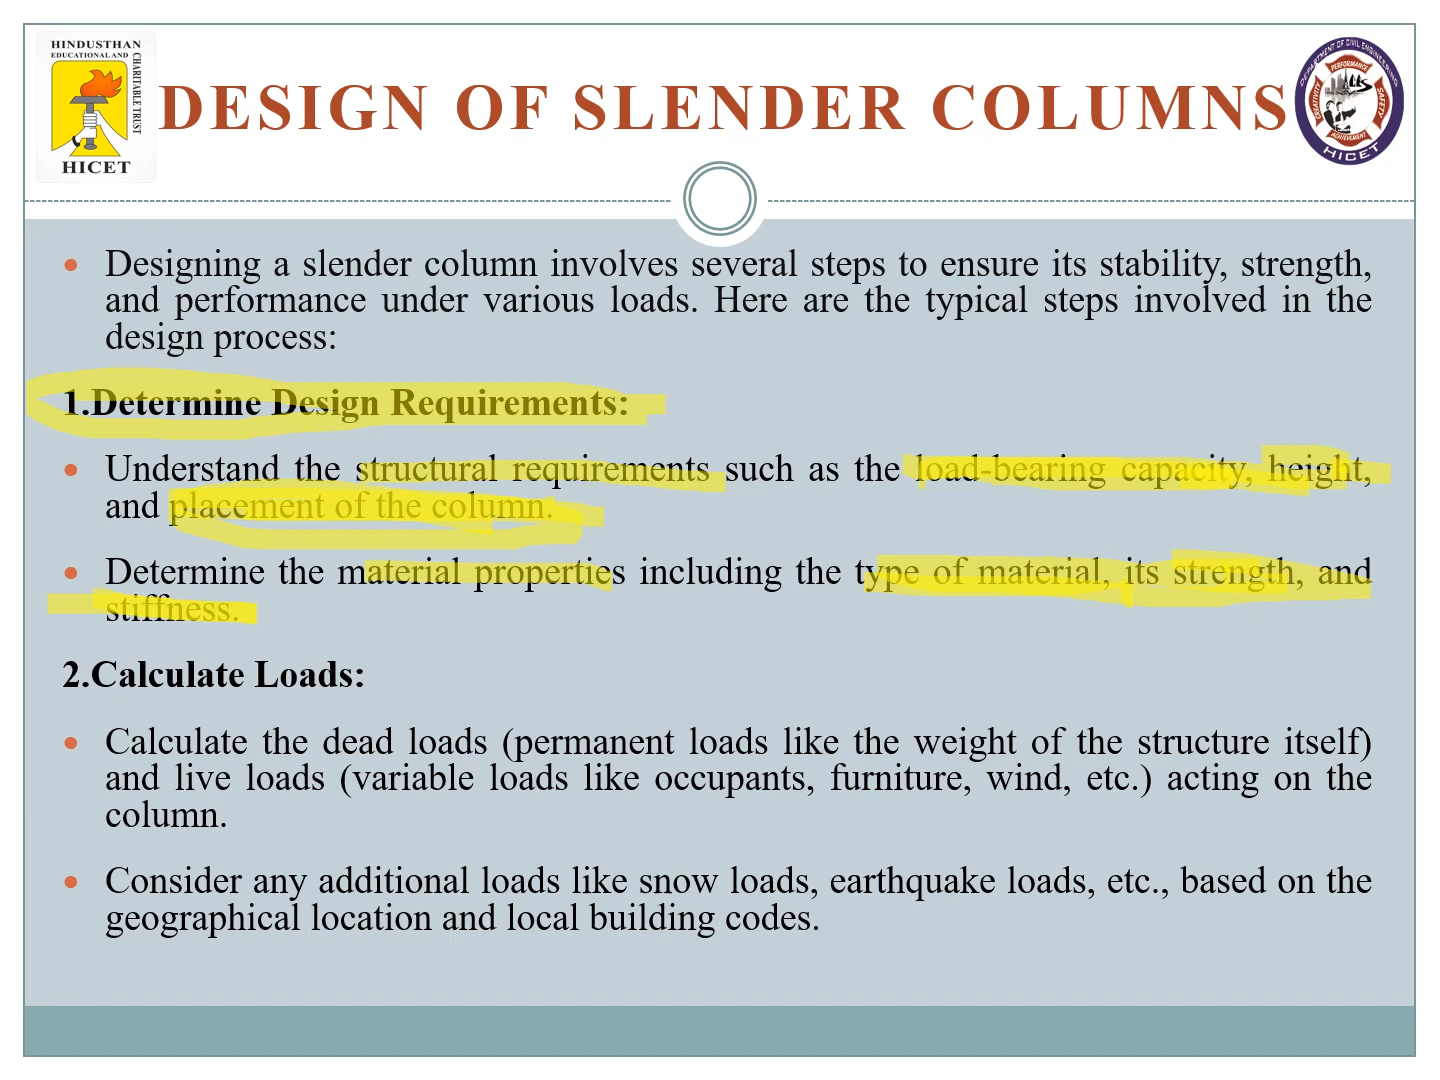 HINDUSTHAN
EDUCATIONAL AND
CHARITABLE TRUST
HICET
DESIGN OF SLENDER COLUMNS
DEPARTMENT OF CIVIL ENGINEERING
PERFORMANCE
CREATIVITY
SAFETY
ACHIEVEMENT
HICET
• Designing a slender column involves several steps to ensure its stability, strength,
and performance under various loads. Here are the typical steps involved in the
design process:
1.Determine Design Requirements:
• Understand the structural requirements such as the load-bearing capacity, height,
and placement of the column.
• Determine the material properties including the type of material, its strength, and
stiffness.
2.Calculate Loads:
• Calculate the dead loads (permanent loads like the weight of the structure itself)
and live loads (variable loads like occupants, furniture, wind, etc.) acting on the
column.
• Consider any additional loads like snow loads, earthquake loads, etc., based on the
geographical location and local building codes.